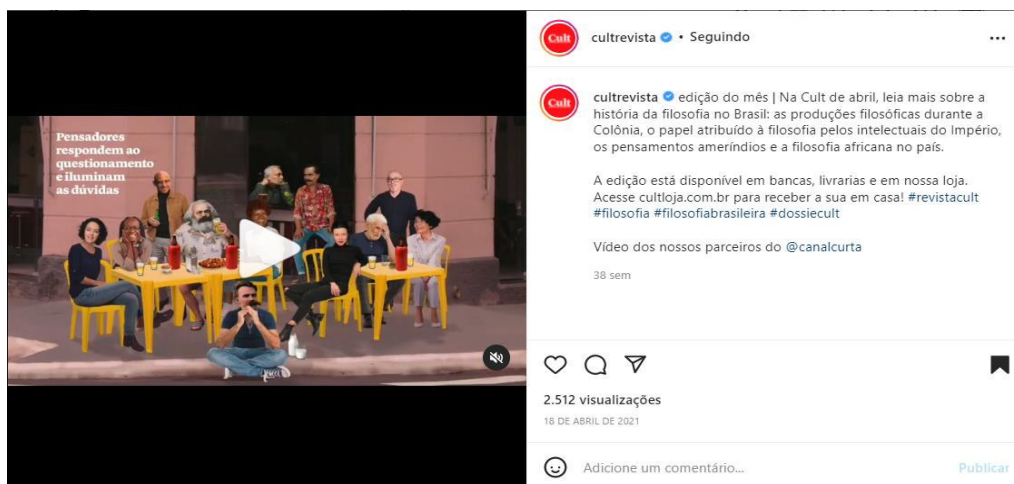 Pensadores
respondem ao
questionamento
e iluminam
as dúvidas
Cult
cultrevista • Seguindo
Cult
cultrevista edição do mês | Na Cult de abril, leia mais sobre a
história da filosofia no Brasil: as produções filosóficas durante a
Colônia, o papel atribuído à filosofia pelos intelectuais do Império,
os pensamentos ameríndios e a filosofia africana no país.
A edição está disponível em bancas, livrarias e em nossa loja.
Acesse cultloja.com.br para receber a sua em casa! #revistacult
#filosofia #filosofiabrasileira #dossiecult
Vídeo dos nossos parceiros do @canalcurta
38 sem
2.512 visualizações
18 DE ABRIL DE 2021
Adicione um comentário...
Publicar